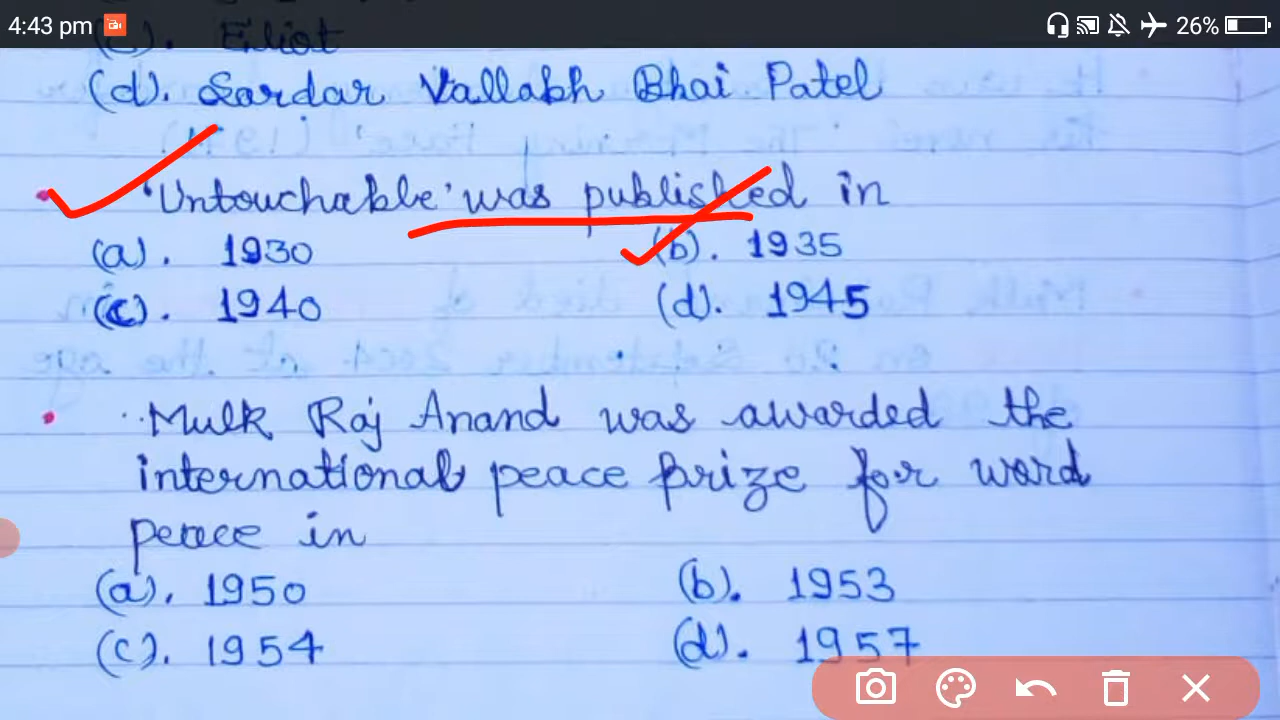 4:43 pm 26%
(c). Eliot
(d). Sardar Vallabh Bhai Patel
'Untouchable' was published in
(a). 1930 (b). 1935
(c). 1940 (d). 1945
Mulk Raj Anand was awarded the
international peace prize for word
peace in
(a). 1950 (b). 1953
(c). 1954 (d). 1957